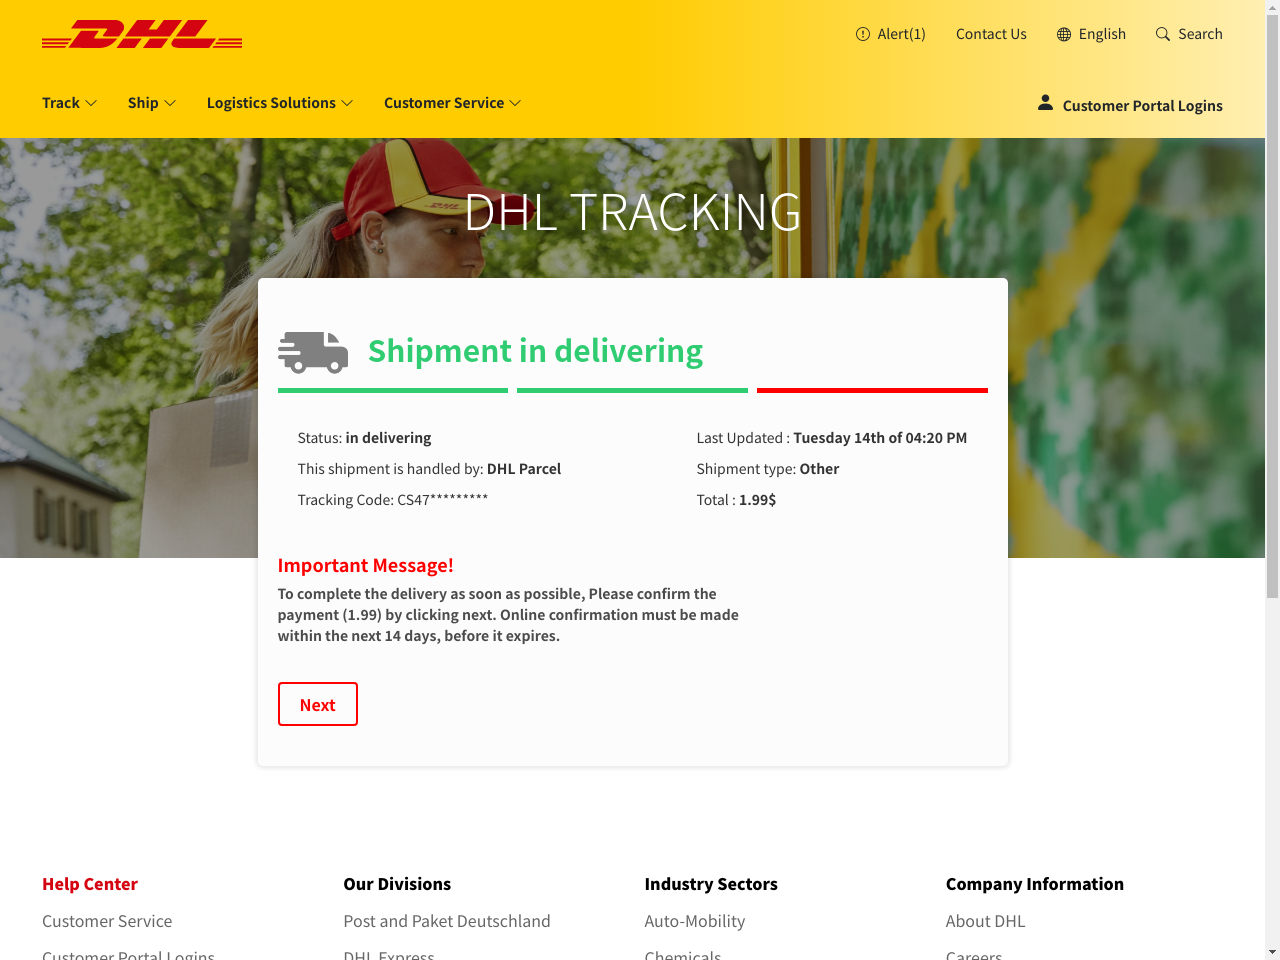 DHL
Alert(1) Contact Us English Search
Track Ship Logistics Solutions Customer Service Customer Portal Logins
DHL
DHL TRACKING
Shipment in delivering
Status: in delivering
Last Updated : Tuesday 14th of 04:20 PM
This shipment is handled by: DHL Parcel
Shipment type: Other
Tracking Code: CS47*********
Total : 1.99$
Important Message!
To complete the delivery as soon as possible, Please confirm the
payment (1.99) by clicking next. Online confirmation must be made
within the next 14 days, before it expires.
Next
Help Center Our Divisions Industry Sectors Company Information
Customer Service Post and Paket Deutschland Auto-Mobility About DHL
Customer Portal Logins DHL Express Chemicals Careers